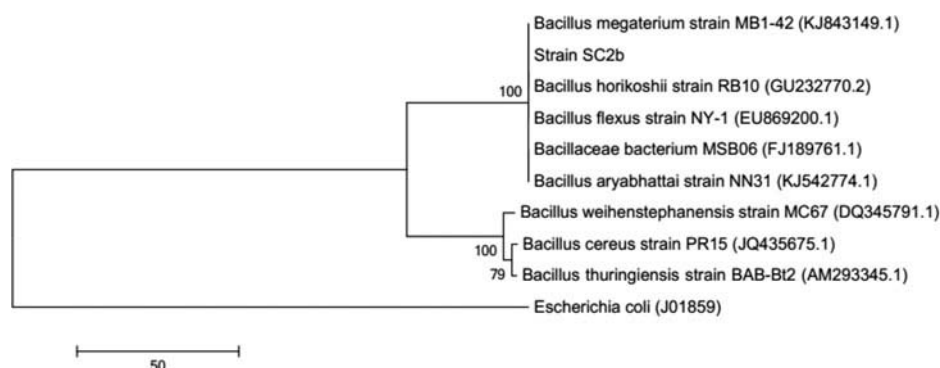 Bacillus megaterium strain MB1-42 (KJ843149.1)
Strain SC2b
100
Bacillus horikoshii strain RB10 (GU232770.2)
Bacillus flexus strain NY-1 (EU869200.1)
Bacillaceae bacterium MSB06 (FJ189761.1)
Bacillus aryabhattai strain NN31 (KJ542774.1)
Bacillus weihenstephanensis strain MC67 (DQ345791.1)
100
Bacillus cereus strain PR15 (JQ435675.1)
79
Bacillus thuringiensis strain BAB-Bt2 (AM293345.1)
Escherichia coli (J01859)
50